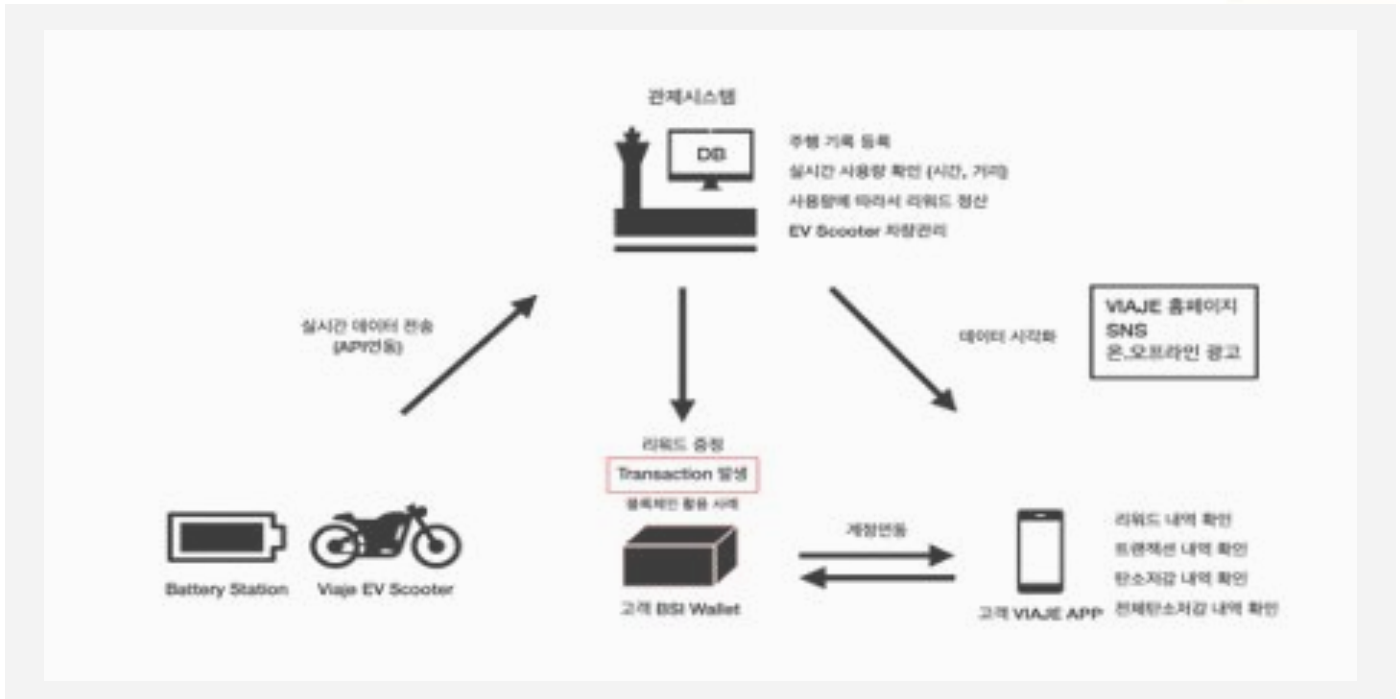 관제시스템
DB
주행 기록 등록
실시간 사용량 확인 (시간, 거리)
사용량에 따라서 리워드 정산
EV Scooter 차량관리
실시간 데이터 전송
(API연동)
데이터 시각화
VIAJE 홈페이지
SNS
온.오프라인 광고
리워드 증정
Transaction 발생
블록체인 활용 사례
계정연동
Battery Station
Viaje EV Scooter
고객 BSI Wallet
고객 VIAJE APP
리워드 내역 확인
트랜젝션 내역 확인
탄소저감 내역 확인
전체탄소저감 내역 확인